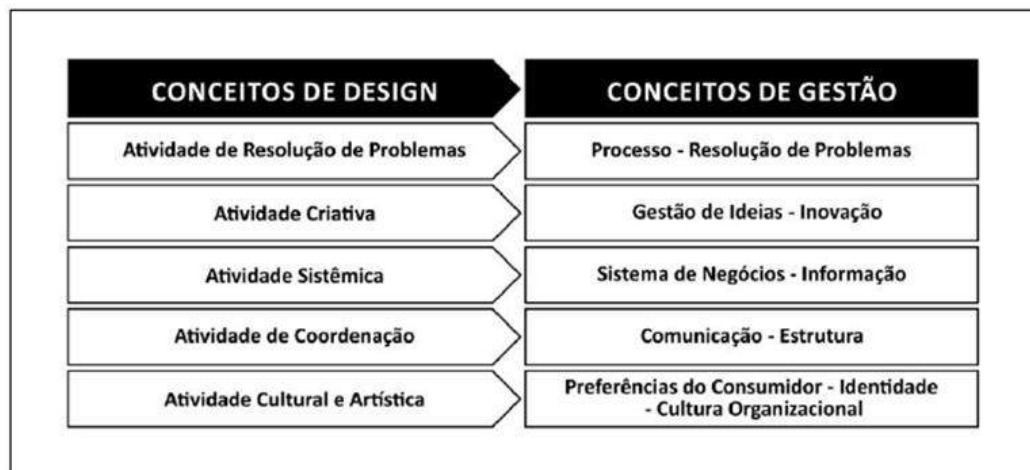 CONCEITOS DE DESIGN
CONCEITOS DE GESTÃO
Atividade de Resolução de Problemas
Processo - Resolução de Problemas
Atividade Criativa
Gestão de Ideias - Inovação
Atividade Sistêmica
Sistema de Negócios - Informação
Atividade de Coordenação
Comunicação - Estrutura
Atividade Cultural e Artística
Preferências do Consumidor - Identidade
- Cultura Organizacional